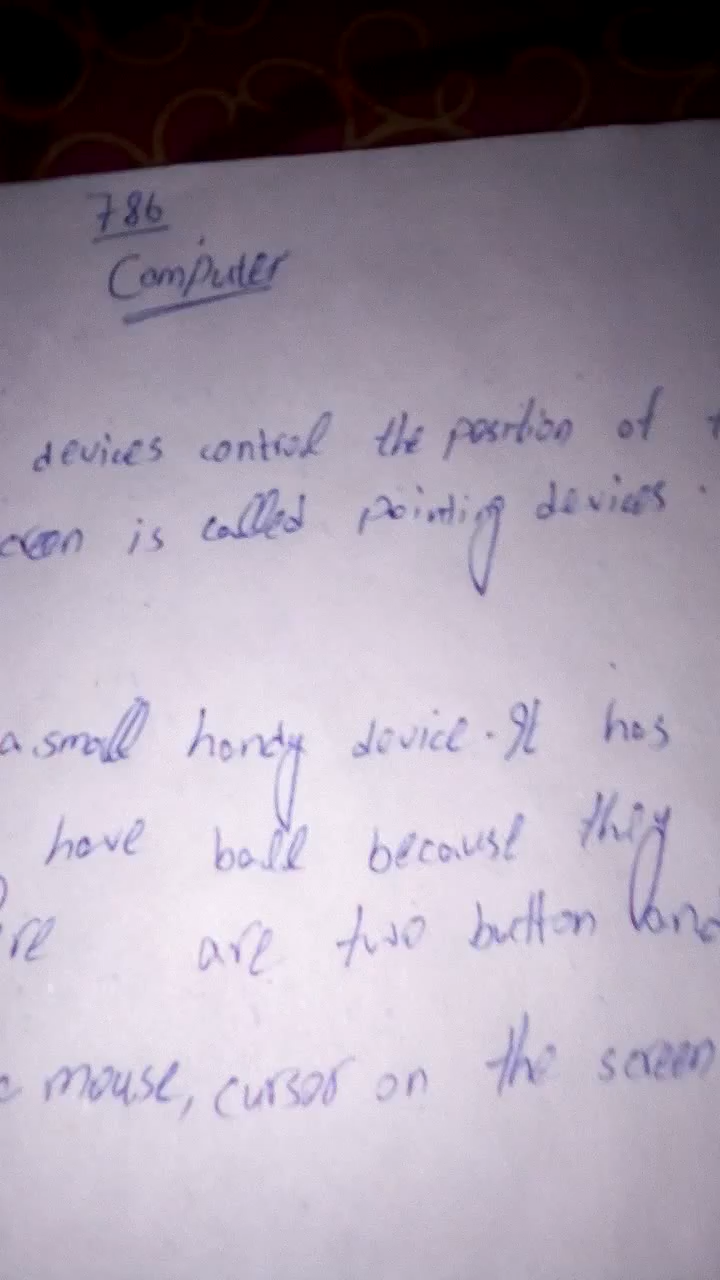 786
Computer
devices control the position of
is called pointing devices.
a small handy device. It has
have ball because they
are two button and
mouse, cursor on the screen